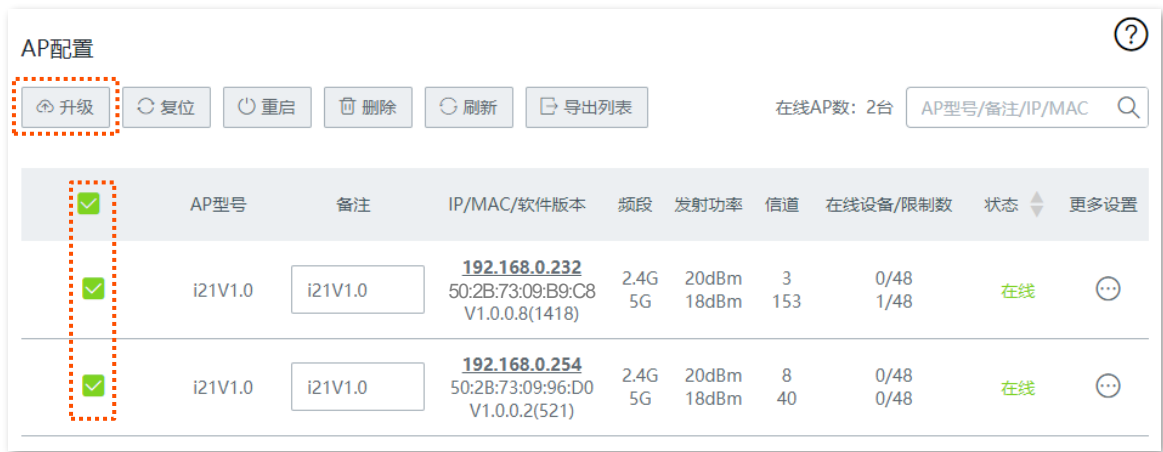 AP配置
?
升级 复位 重启 删除 刷新 导出列表 在线AP数：2台 AP型号/备注/IP/MAC
AP型号 备注 IP/MAC/软件版本 频段 发射功率 信道 在线设备/限制数 状态 更多设置
192.168.0.232
i21V1.0 i21V1.0 50:2B:73:09:B9:C8 2.4G 20dBm 3 0/48 在线
V1.0.0.8(1418) 5G 18dBm 153 1/48
192.168.0.254
i21V1.0 i21V1.0 50:2B:73:09:96:D0 2.4G 20dBm 8 0/48 在线
V1.0.0.2(521) 5G 18dBm 40 0/48